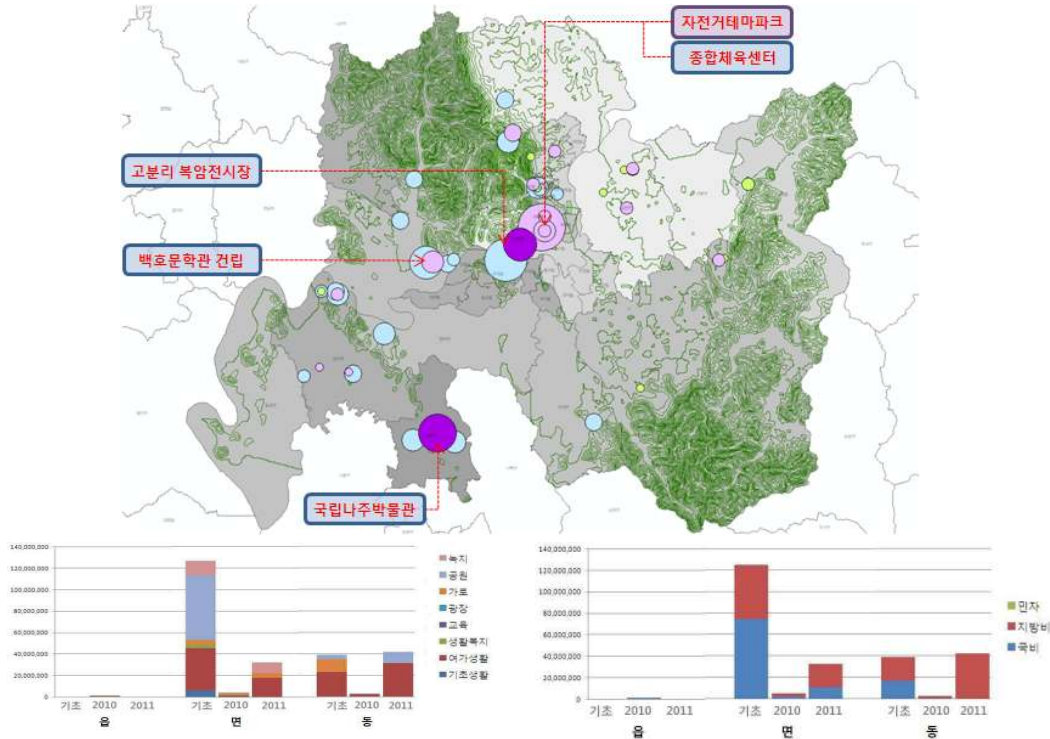 자전거테마파크
종합체육센터
고분리 복암전시장
백호문학관 건립
국립나주박물관
140,000,000
120,000,000
100,000,000
80,000,000
60,000,000
40,000,000
20,000,000
0
기초 2010 2011 기초 2010 2011 기초 2010 2011
읍 면 동
녹지
공원
가로
광장
교육
생활복지
여가생활
기초생활
140,000,000
120,000,000
100,000,000
80,000,000
60,000,000
40,000,000
20,000,000
0
기초 2010 2011 기초 2010 2011 기초 2010 2011
읍 면 동
민자
지방비
국비